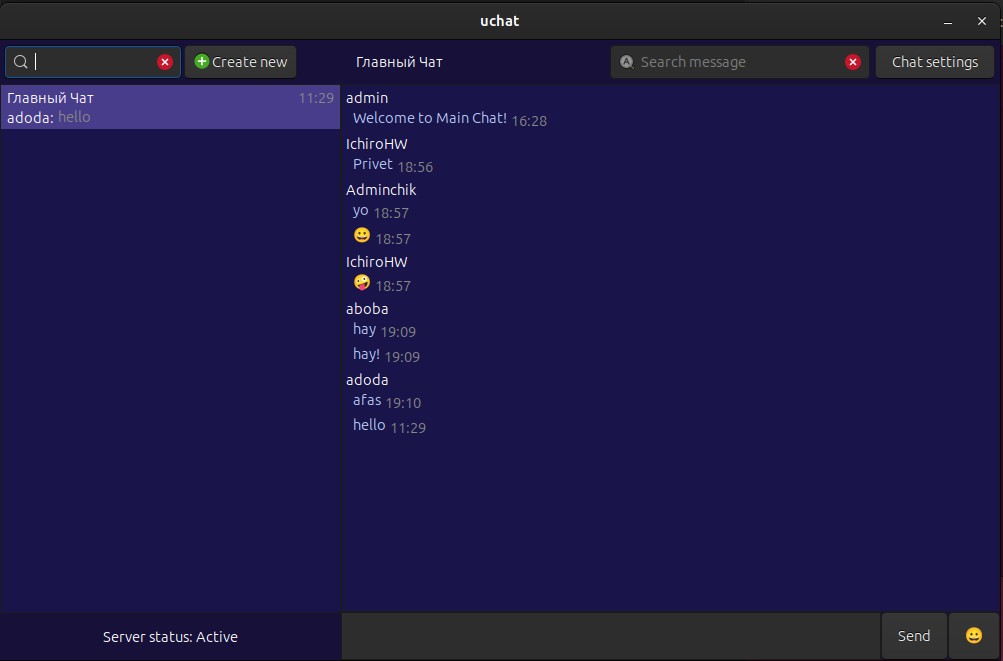 uchat
Create new
Главный Чат
Search message
Chat settings
Главный Чат 11:29
adoda: hello
admin
Welcome to Main Chat! 16:28
IchiroHW
Privet 18:56
Adminchik
yo 18:57
😀 18:57
IchiroHW
🤪 18:57
aboba
hay 19:09
hay! 19:09
adoda
afas 19:10
hello 11:29
Server status: Active
Send